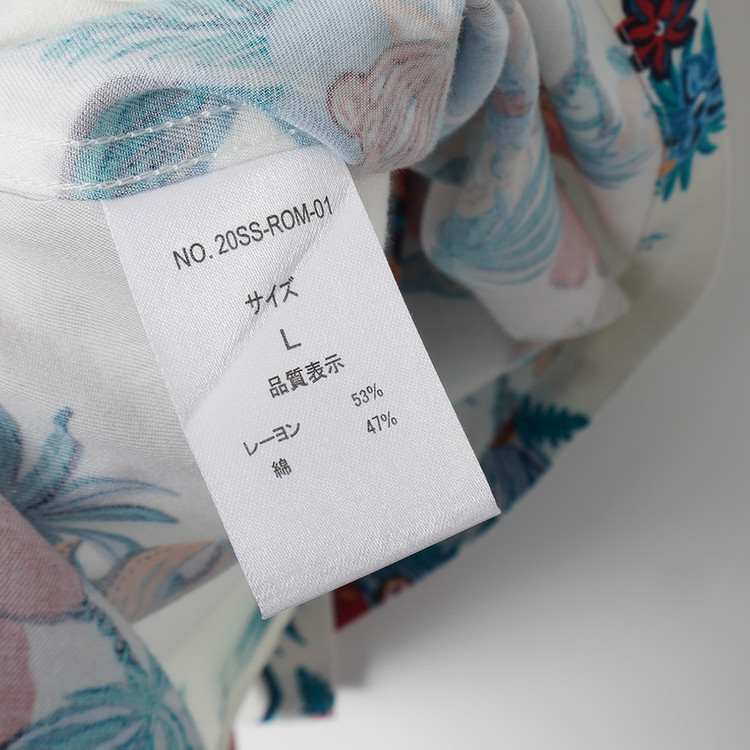 NO. 20SS-ROM-01
サイズ
L
品質表示
レーヨン 53%
綿 47%